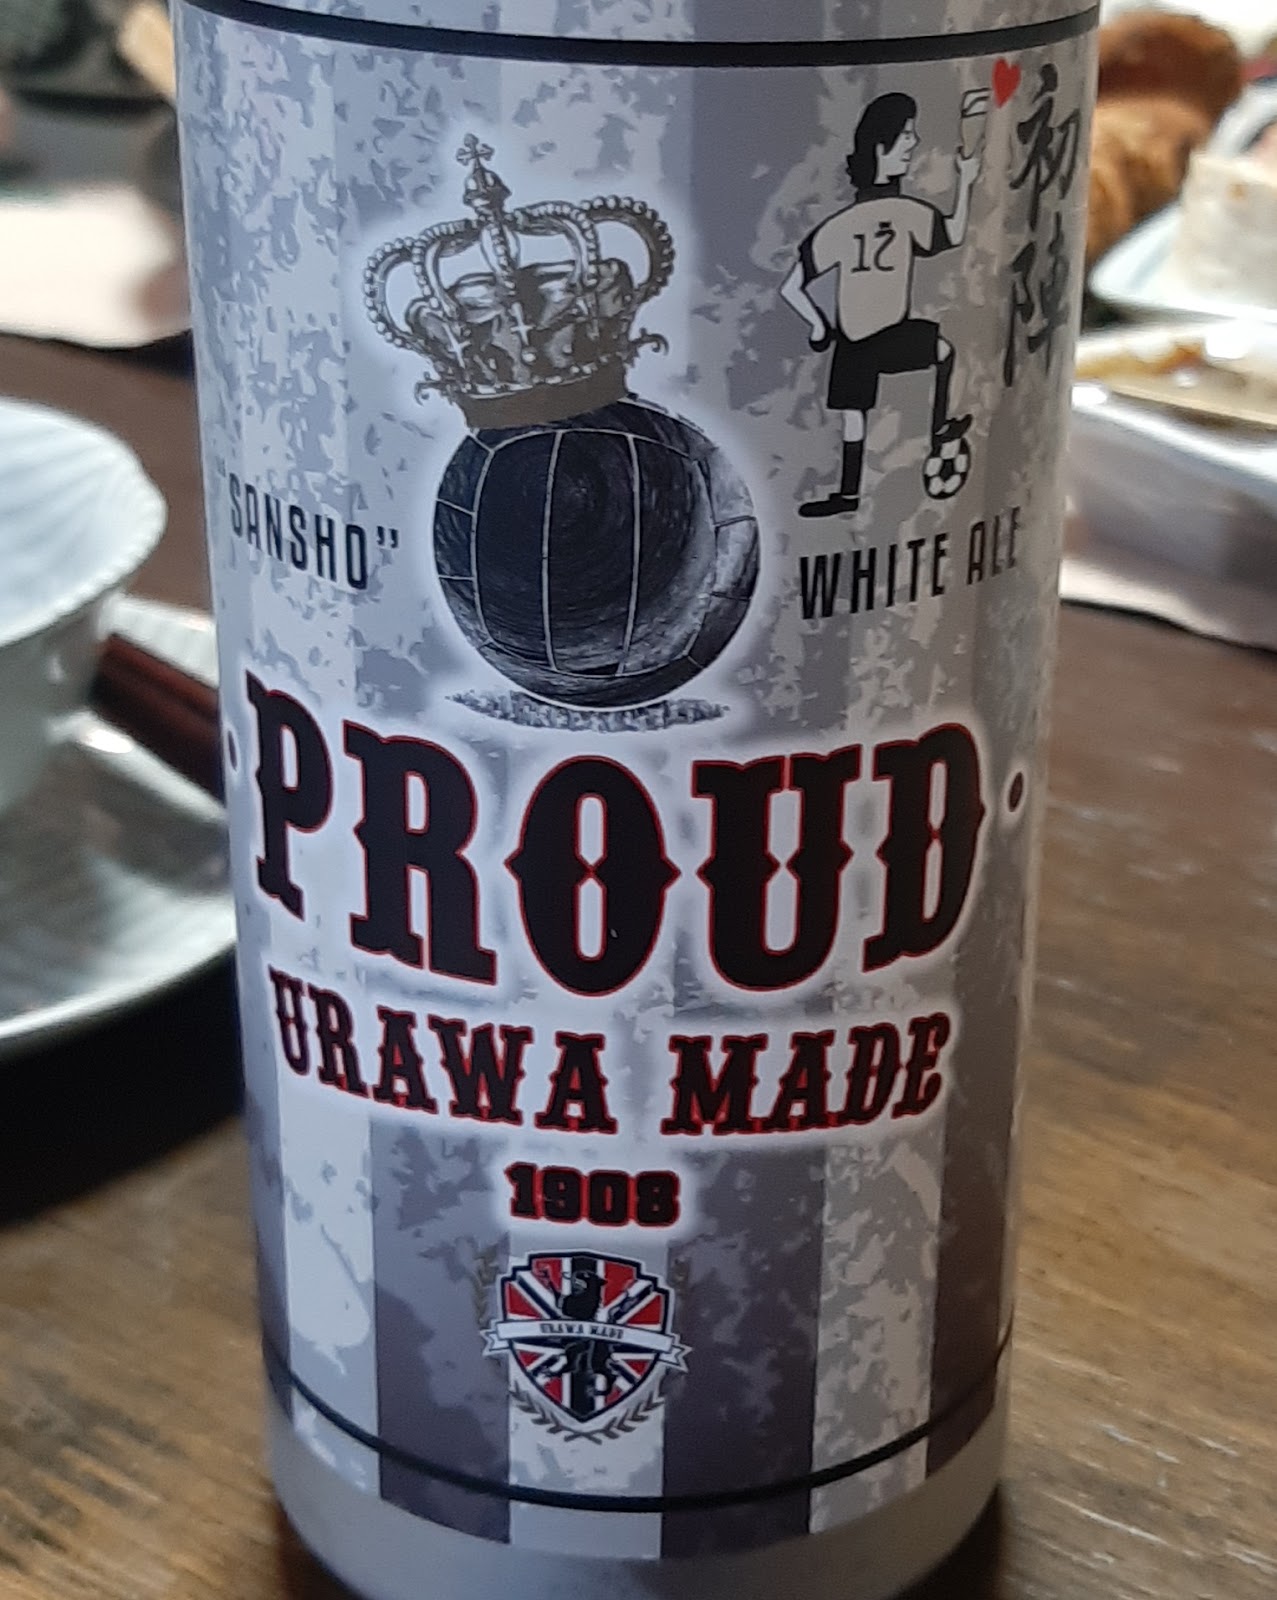 初陣
12
"SANSHO"
WHITE ALE
· PROUD ·
URAWA MADE
1908
URAWA MADE